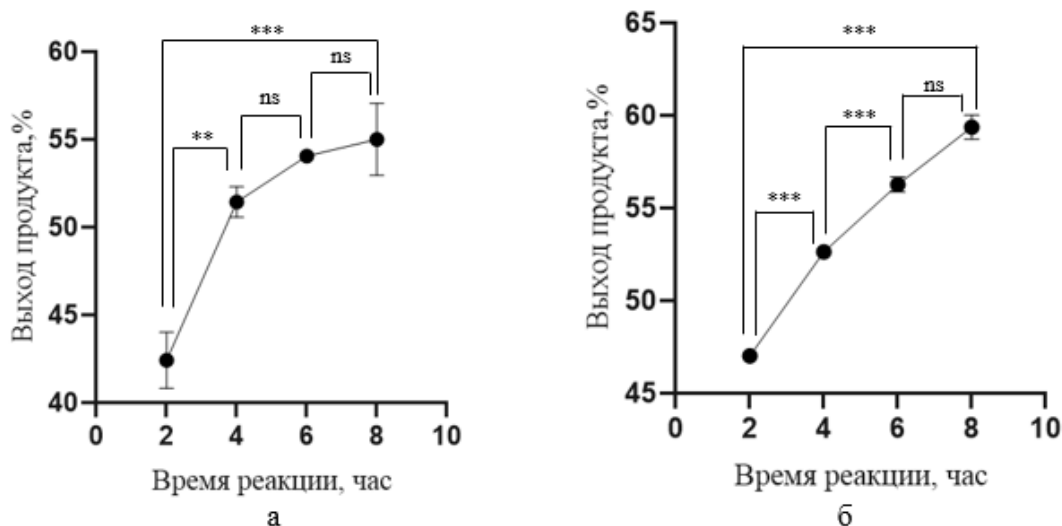 ***
ns
ns
**
60
55
50
45
40
0 2 4 6 8 10
Выход продукта,%
Время реакции, час
а
***
ns
***
***
65
60
55
50
45
0 2 4 6 8 10
Выход продукта,%
Время реакции, час
б